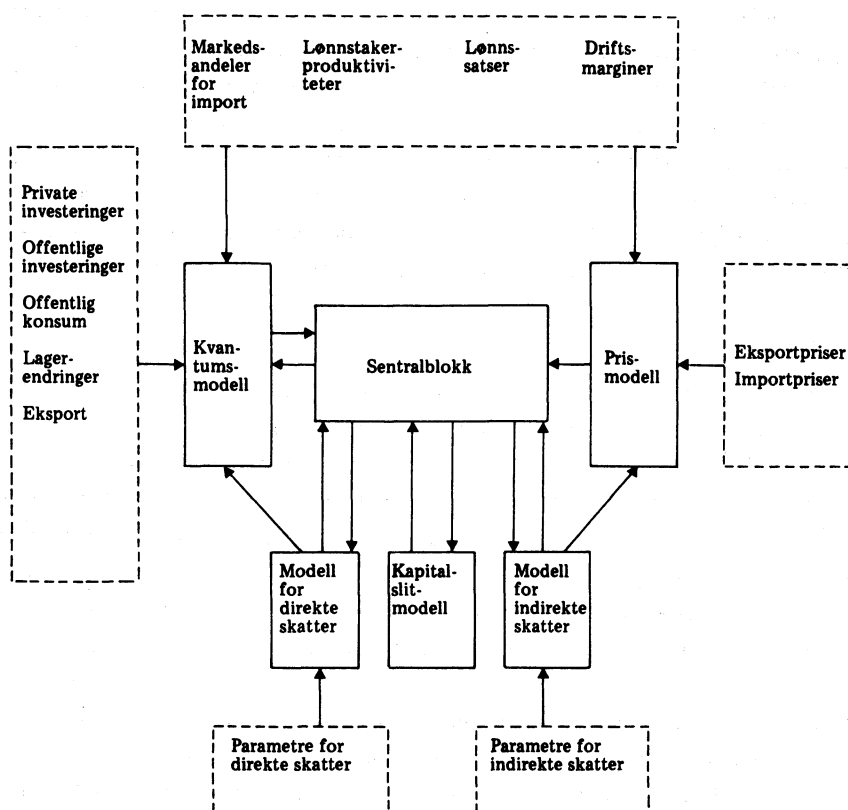 Markeds-
andeler
for
import
Lønnstaker-
produktivi-
teter
Lønns-
satser
Drifts-
marginer
Private
investeringer
Offentlige
investeringer
Offentlig
konsum
Lager-
endringer
Eksport
Kvan-
tums-
modell
Sentralblokk
Pris-
modell
Eksportpriser
Importpriser
Modell
for
direkte
skatter
Kapital-
slit-
modell
Modell
for
indirekte
skatter
Parametre for
direkte skatter
Parametre for
indirekte skatter